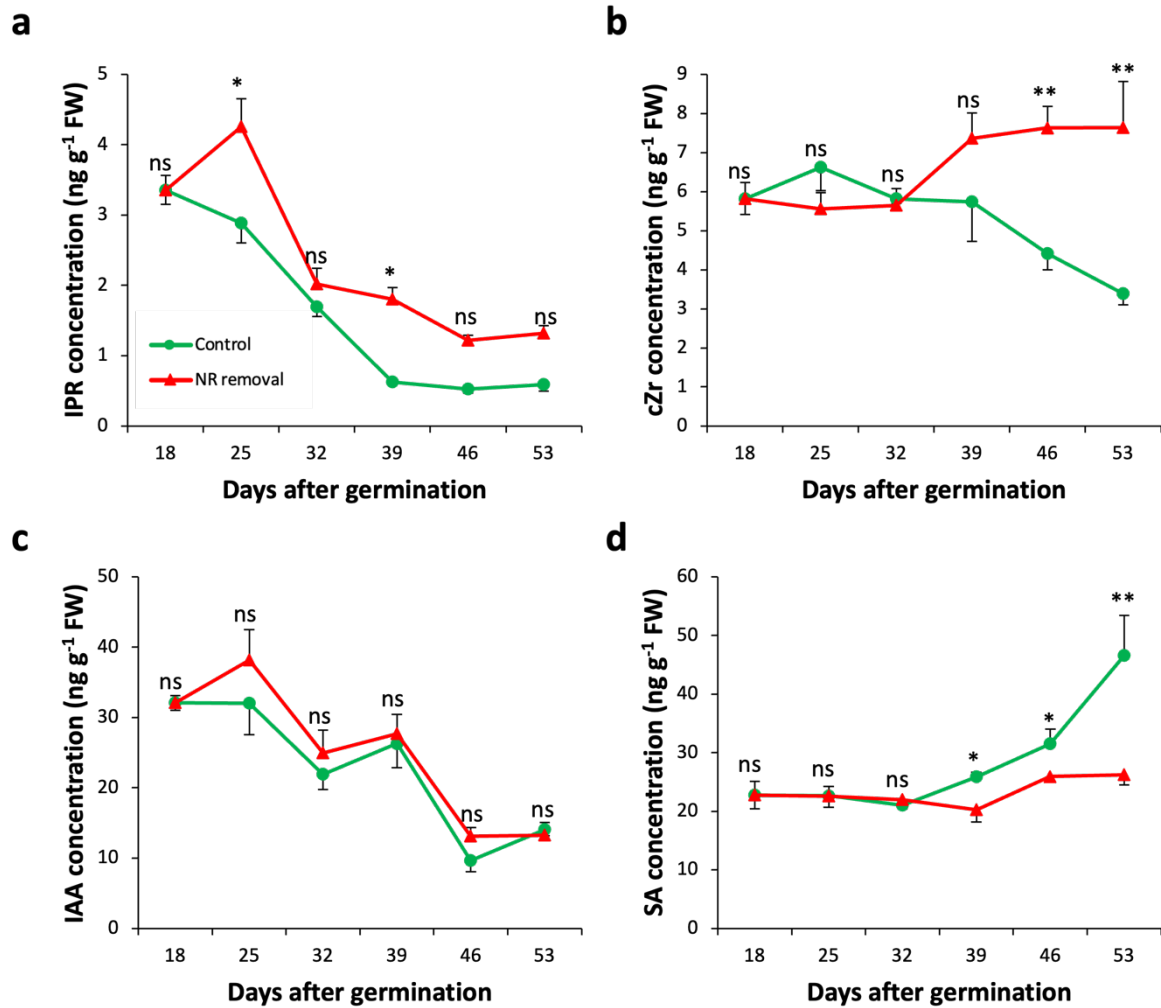 a
b
IPR concentration (ng g⁻¹ FW)
5
4
3
2
1
0
ns
*
ns
*
ns
ns
Control
NR removal
18 25 32 39 46 53
Days after germination
cZr concentration (ng g⁻¹ FW)
9
8
7
6
5
4
3
2
1
0
ns
ns
ns
ns
**
**
18 25 32 39 46 53
Days after germination
c
d
IAA concentration (ng g⁻¹ FW)
50
40
30
20
10
0
ns
ns
ns
ns
ns
ns
18 25 32 39 46 53
Days after germination
SA concentration (ng g⁻¹ FW)
60
50
40
30
20
10
0
ns
ns
ns
*
*
**
18 25 32 39 46 53
Days after germination